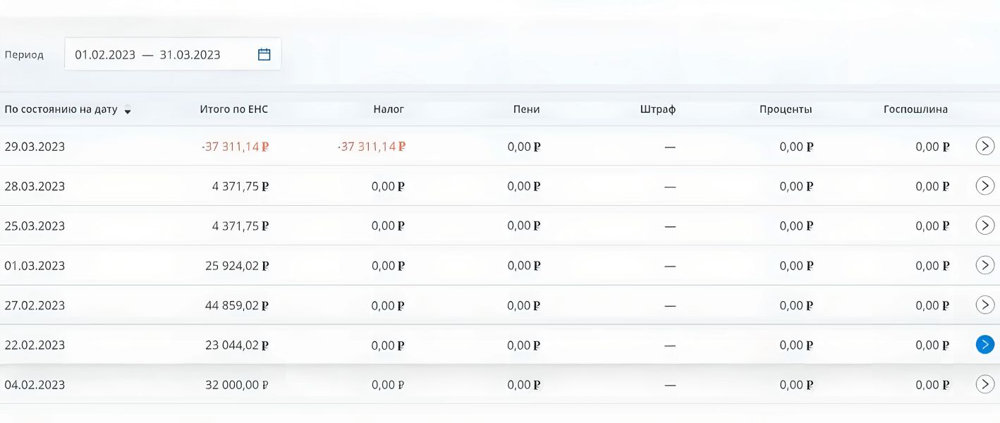 Период 01.02.2023 — 31.03.2023
По состоянию на дату Итого по ЕНС Налог Пени Штраф Проценты Госпошлина
29.03.2023 -37 311,14 ₽ -37 311,14 ₽ 0,00 ₽ — 0,00 ₽ 0,00 ₽
28.03.2023 4 371,75 ₽ 0,00 ₽ 0,00 ₽ — 0,00 ₽ 0,00 ₽
25.03.2023 4 371,75 ₽ 0,00 ₽ 0,00 ₽ — 0,00 ₽ 0,00 ₽
01.03.2023 25 924,02 ₽ 0,00 ₽ 0,00 ₽ — 0,00 ₽ 0,00 ₽
27.02.2023 44 859,02 ₽ 0,00 ₽ 0,00 ₽ — 0,00 ₽ 0,00 ₽
22.02.2023 23 044,02 ₽ 0,00 ₽ 0,00 ₽ — 0,00 ₽ 0,00 ₽
04.02.2023 32 000,00 ₽ 0,00 ₽ 0,00 ₽ — 0,00 ₽ 0,00 ₽